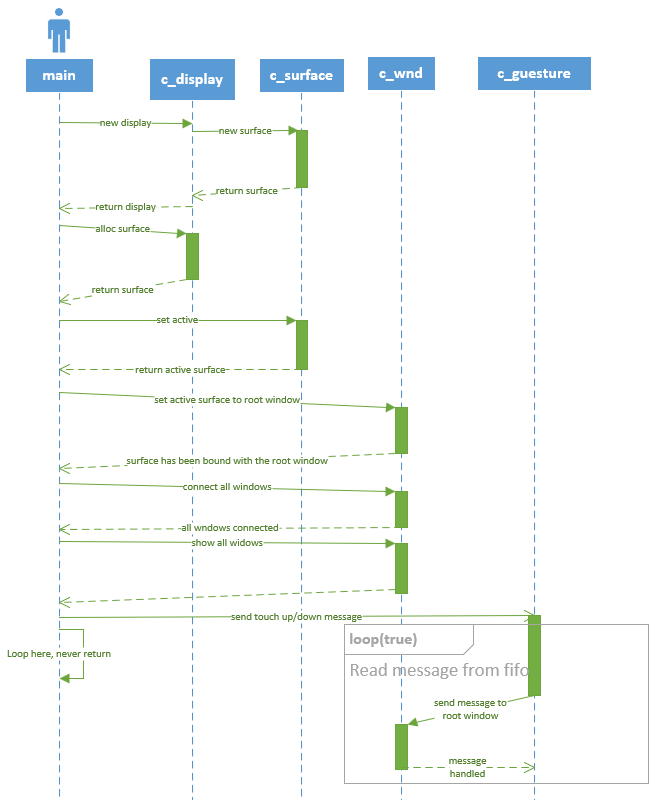 main
c_display
c_surface
c_wnd
c_guesture
new display
new surface
return surface
return display
alloc surface
return surface
set active
return active surface
set active surface to root window
surface has been bound with the root window
connect all windows
all wndows connected
show all widows
send touch up/down message
loop(true)
Loop here, never return
Read message from fifo
send message to
root window
message
handled